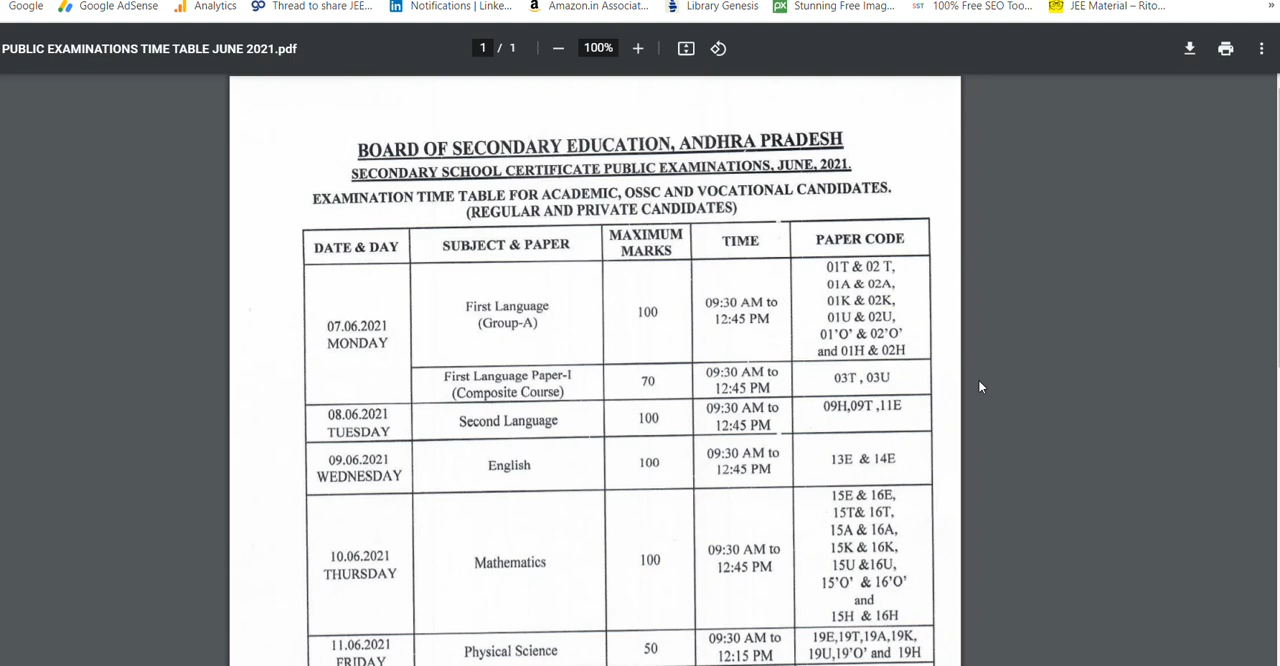 Google Google AdSense Analytics Thread to share JEE... Notifications | Linke... Amazon.in Associat... Library Genesis Stunning Free Imag... SST 100% Free SEO Too... JEE Material – Rito... »
PUBLIC EXAMINATIONS TIME TABLE JUNE 2021.pdf 1 / 1 — 100% +
BOARD OF SECONDARY EDUCATION, ANDHRA PRADESH
SECONDARY SCHOOL CERTIFICATE PUBLIC EXAMINATIONS, JUNE, 2021.
EXAMINATION TIME TABLE FOR ACADEMIC, OSSC AND VOCATIONAL CANDIDATES.
(REGULAR AND PRIVATE CANDIDATES)
DATE & DAY
SUBJECT & PAPER
MAXIMUM
MARKS
TIME
PAPER CODE
07.06.2021
MONDAY
First Language
(Group-A)
100
09:30 AM to
12:45 PM
01T & 02 T,
01A & 02A,
01K & 02K,
01U & 02U,
01'O' & 02'O'
and 01H & 02H
First Language Paper-I
(Composite Course)
70
09:30 AM to
12:45 PM
03T , 03U
08.06.2021
TUESDAY
Second Language
100
09:30 AM to
12:45 PM
09H,09T ,11E
09.06.2021
WEDNESDAY
English
100
09:30 AM to
12:45 PM
13E & 14E
10.06.2021
THURSDAY
Mathematics
100
09:30 AM to
12:45 PM
15E & 16E,
15T& 16T,
15A & 16A,
15K & 16K,
15U &16U,
15'O' & 16'O'
and
15H & 16H
11.06.2021
FRIDAY
Physical Science
50
09:30 AM to
12:15 PM
19E,19T,19A,19K,
19U,19'O' and 19H